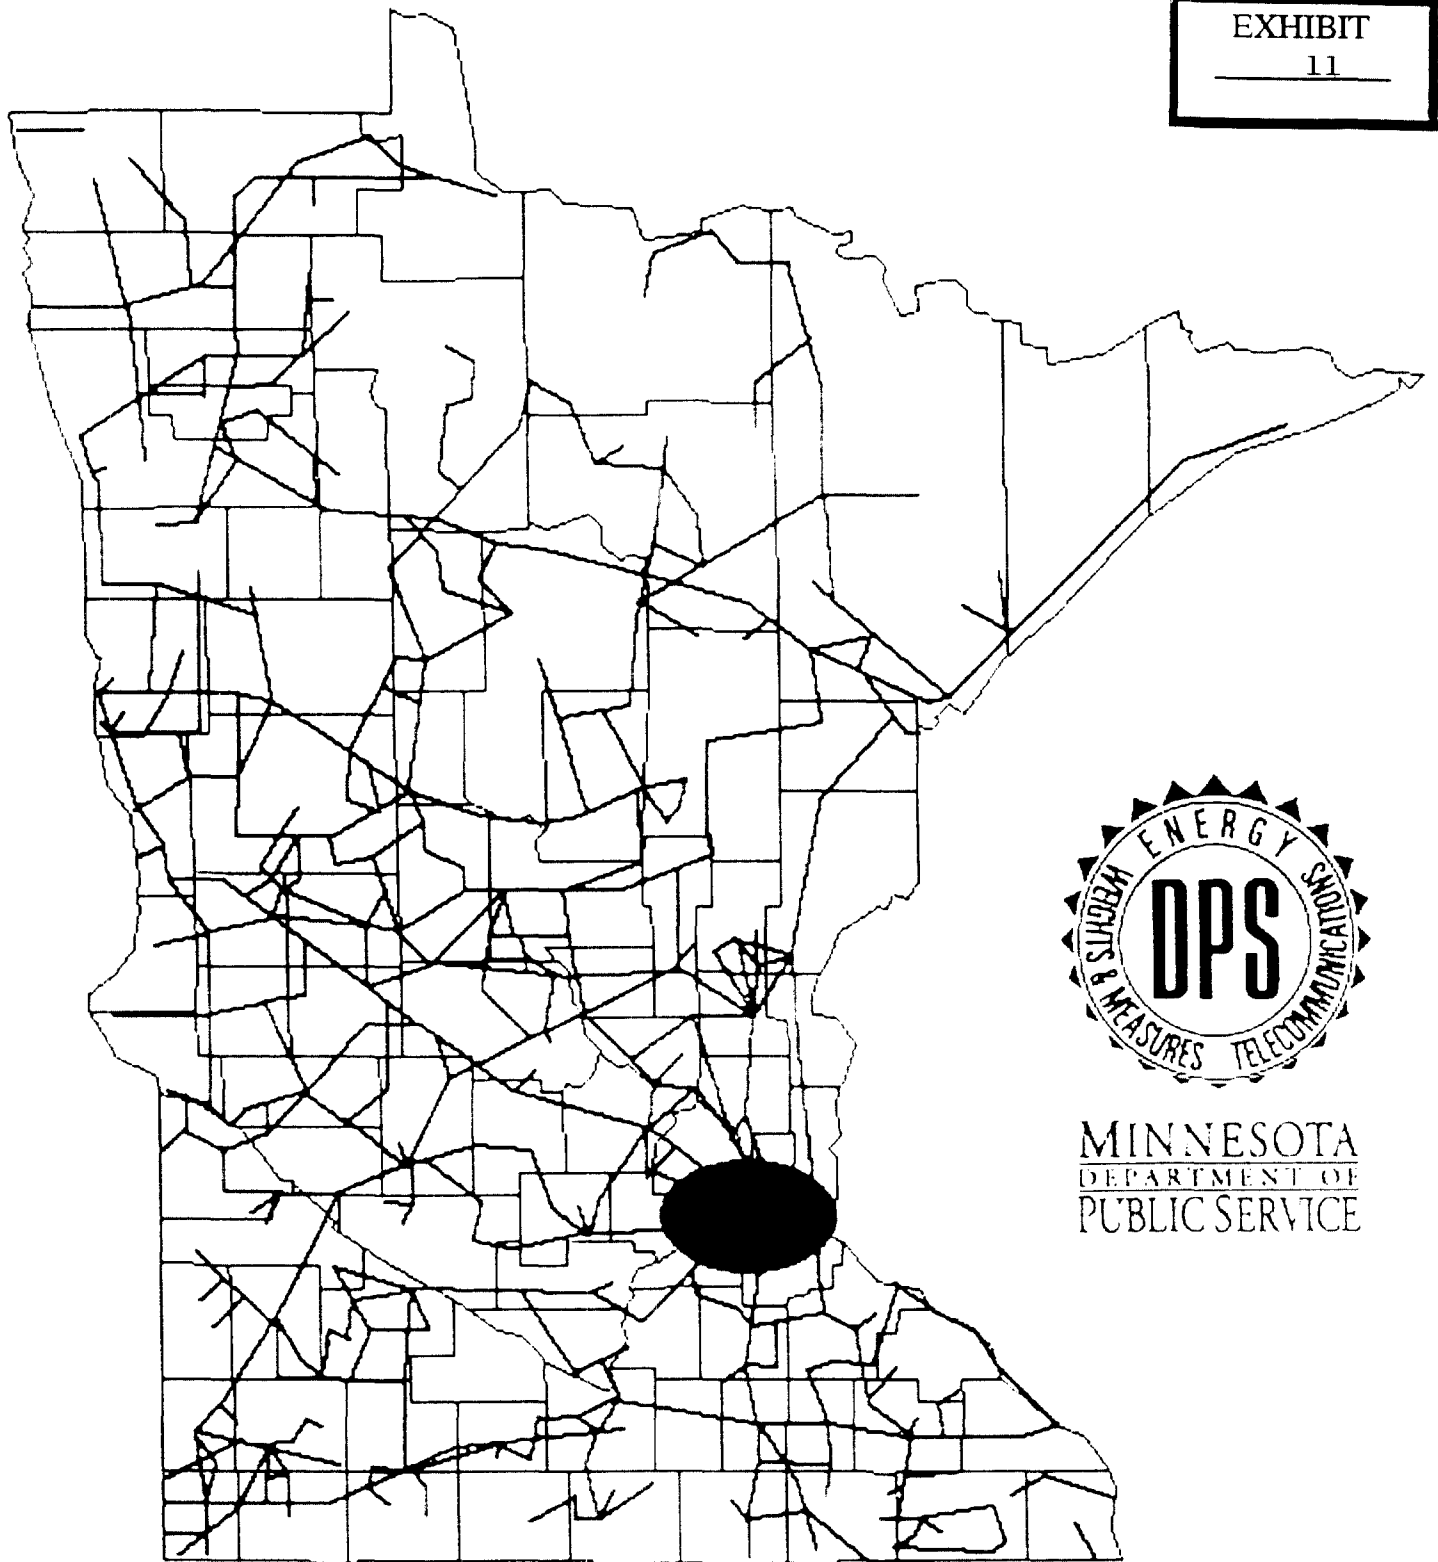 EXHIBIT
11
ENERGY
TELECOMMUNICATIONS
WEIGHTS & MEASURES
DPS
MINNESOTA
DEPARTMENT OF
PUBLIC SERVICE